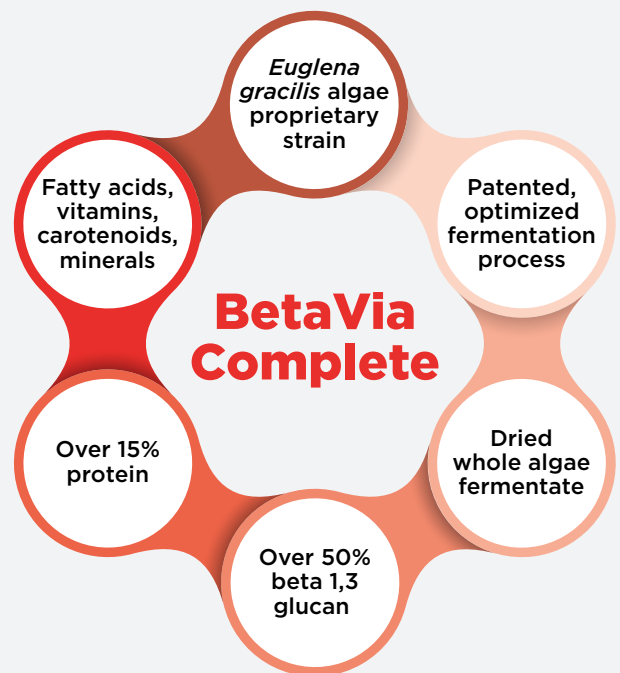 Euglena
gracilis algae
proprietary
strain
Patented,
optimized
fermentation
process
Dried
whole algae
fermentate
Over 50%
beta 1,3
glucan
Over 15%
protein
Fatty acids,
vitamins,
carotenoids,
minerals
BetaVia
Complete